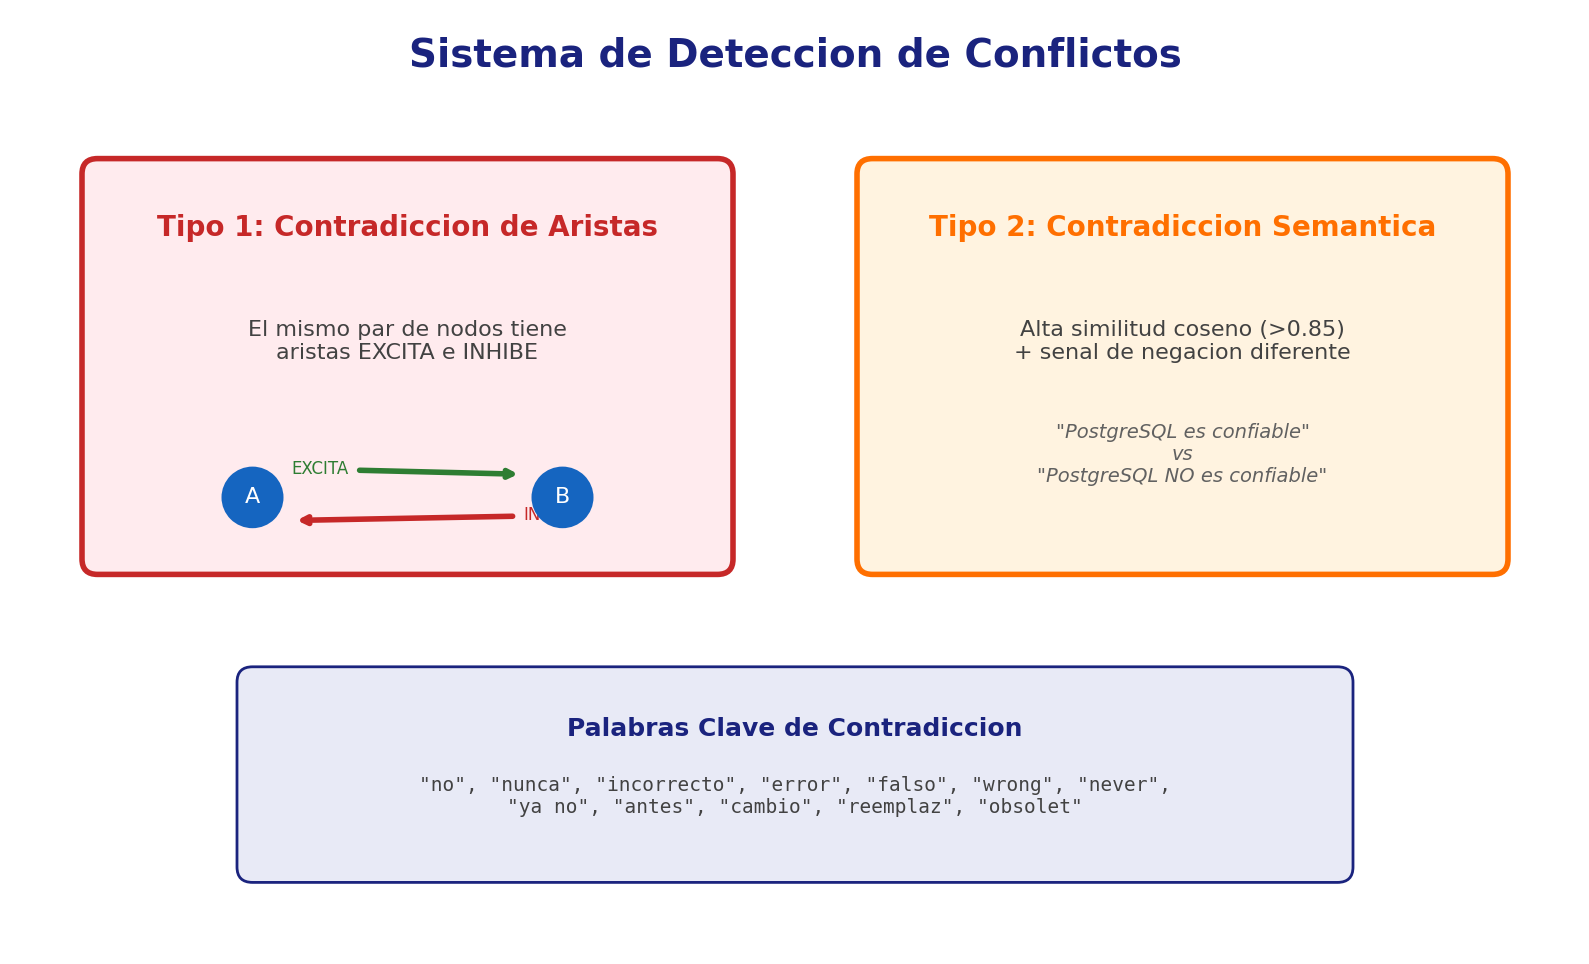 Sistema de Deteccion de Conflictos
Tipo 1: Contradiccion de Aristas
El mismo par de nodos tiene
aristas EXCITA e INHIBE
EXCITA
A
B
Tipo 2: Contradiccion Semantica
Alta similitud coseno (>0.85)
+ senal de negacion diferente
"PostgreSQL es confiable"
vs
"PostgreSQL NO es confiable"
Palabras Clave de Contradiccion
"no", "nunca", "incorrecto", "error", "falso", "wrong", "never",
"ya no", "antes", "cambio", "reemplaz", "obsolet"